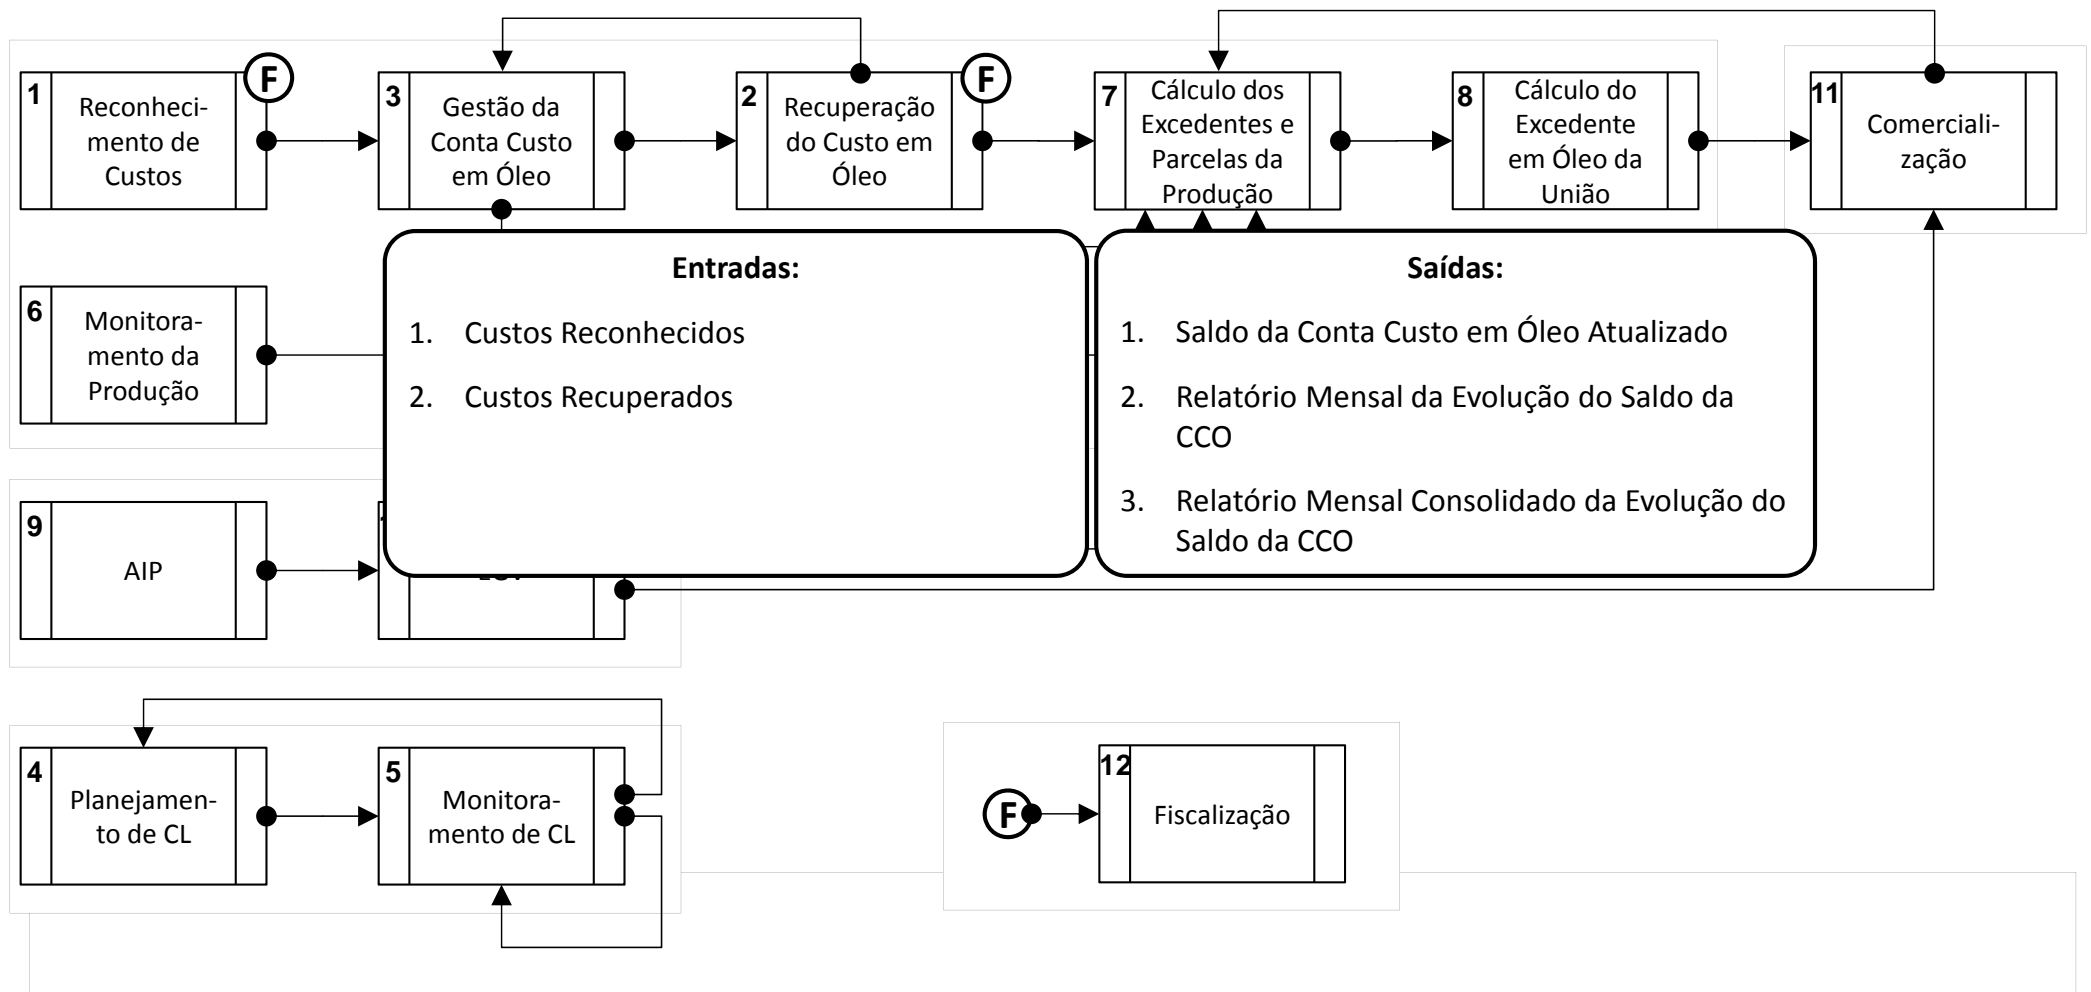 1
Reconheci-
mento de
Custos
F
3
Gestão da
Conta Custo
em Óleo
2
Recuperação
do Custo em
Óleo
F
7
Cálculo dos
Excedentes e
Parcelas da
Produção
8
Cálculo do
Excedente
em Óleo da
União
11
Comerciali-
zação
6
Monitora-
mento da
Produção
Entradas:
1. Custos Reconhecidos
2. Custos Recuperados
Saídas:
1. Saldo da Conta Custo em Óleo Atualizado
2. Relatório Mensal da Evolução do Saldo da
CCO
3. Relatório Mensal Consolidado da Evolução do
Saldo da CCO
9
AIP
4
Planejamen-
to de CL
5
Monitora-
mento de CL
F
12
Fiscalização